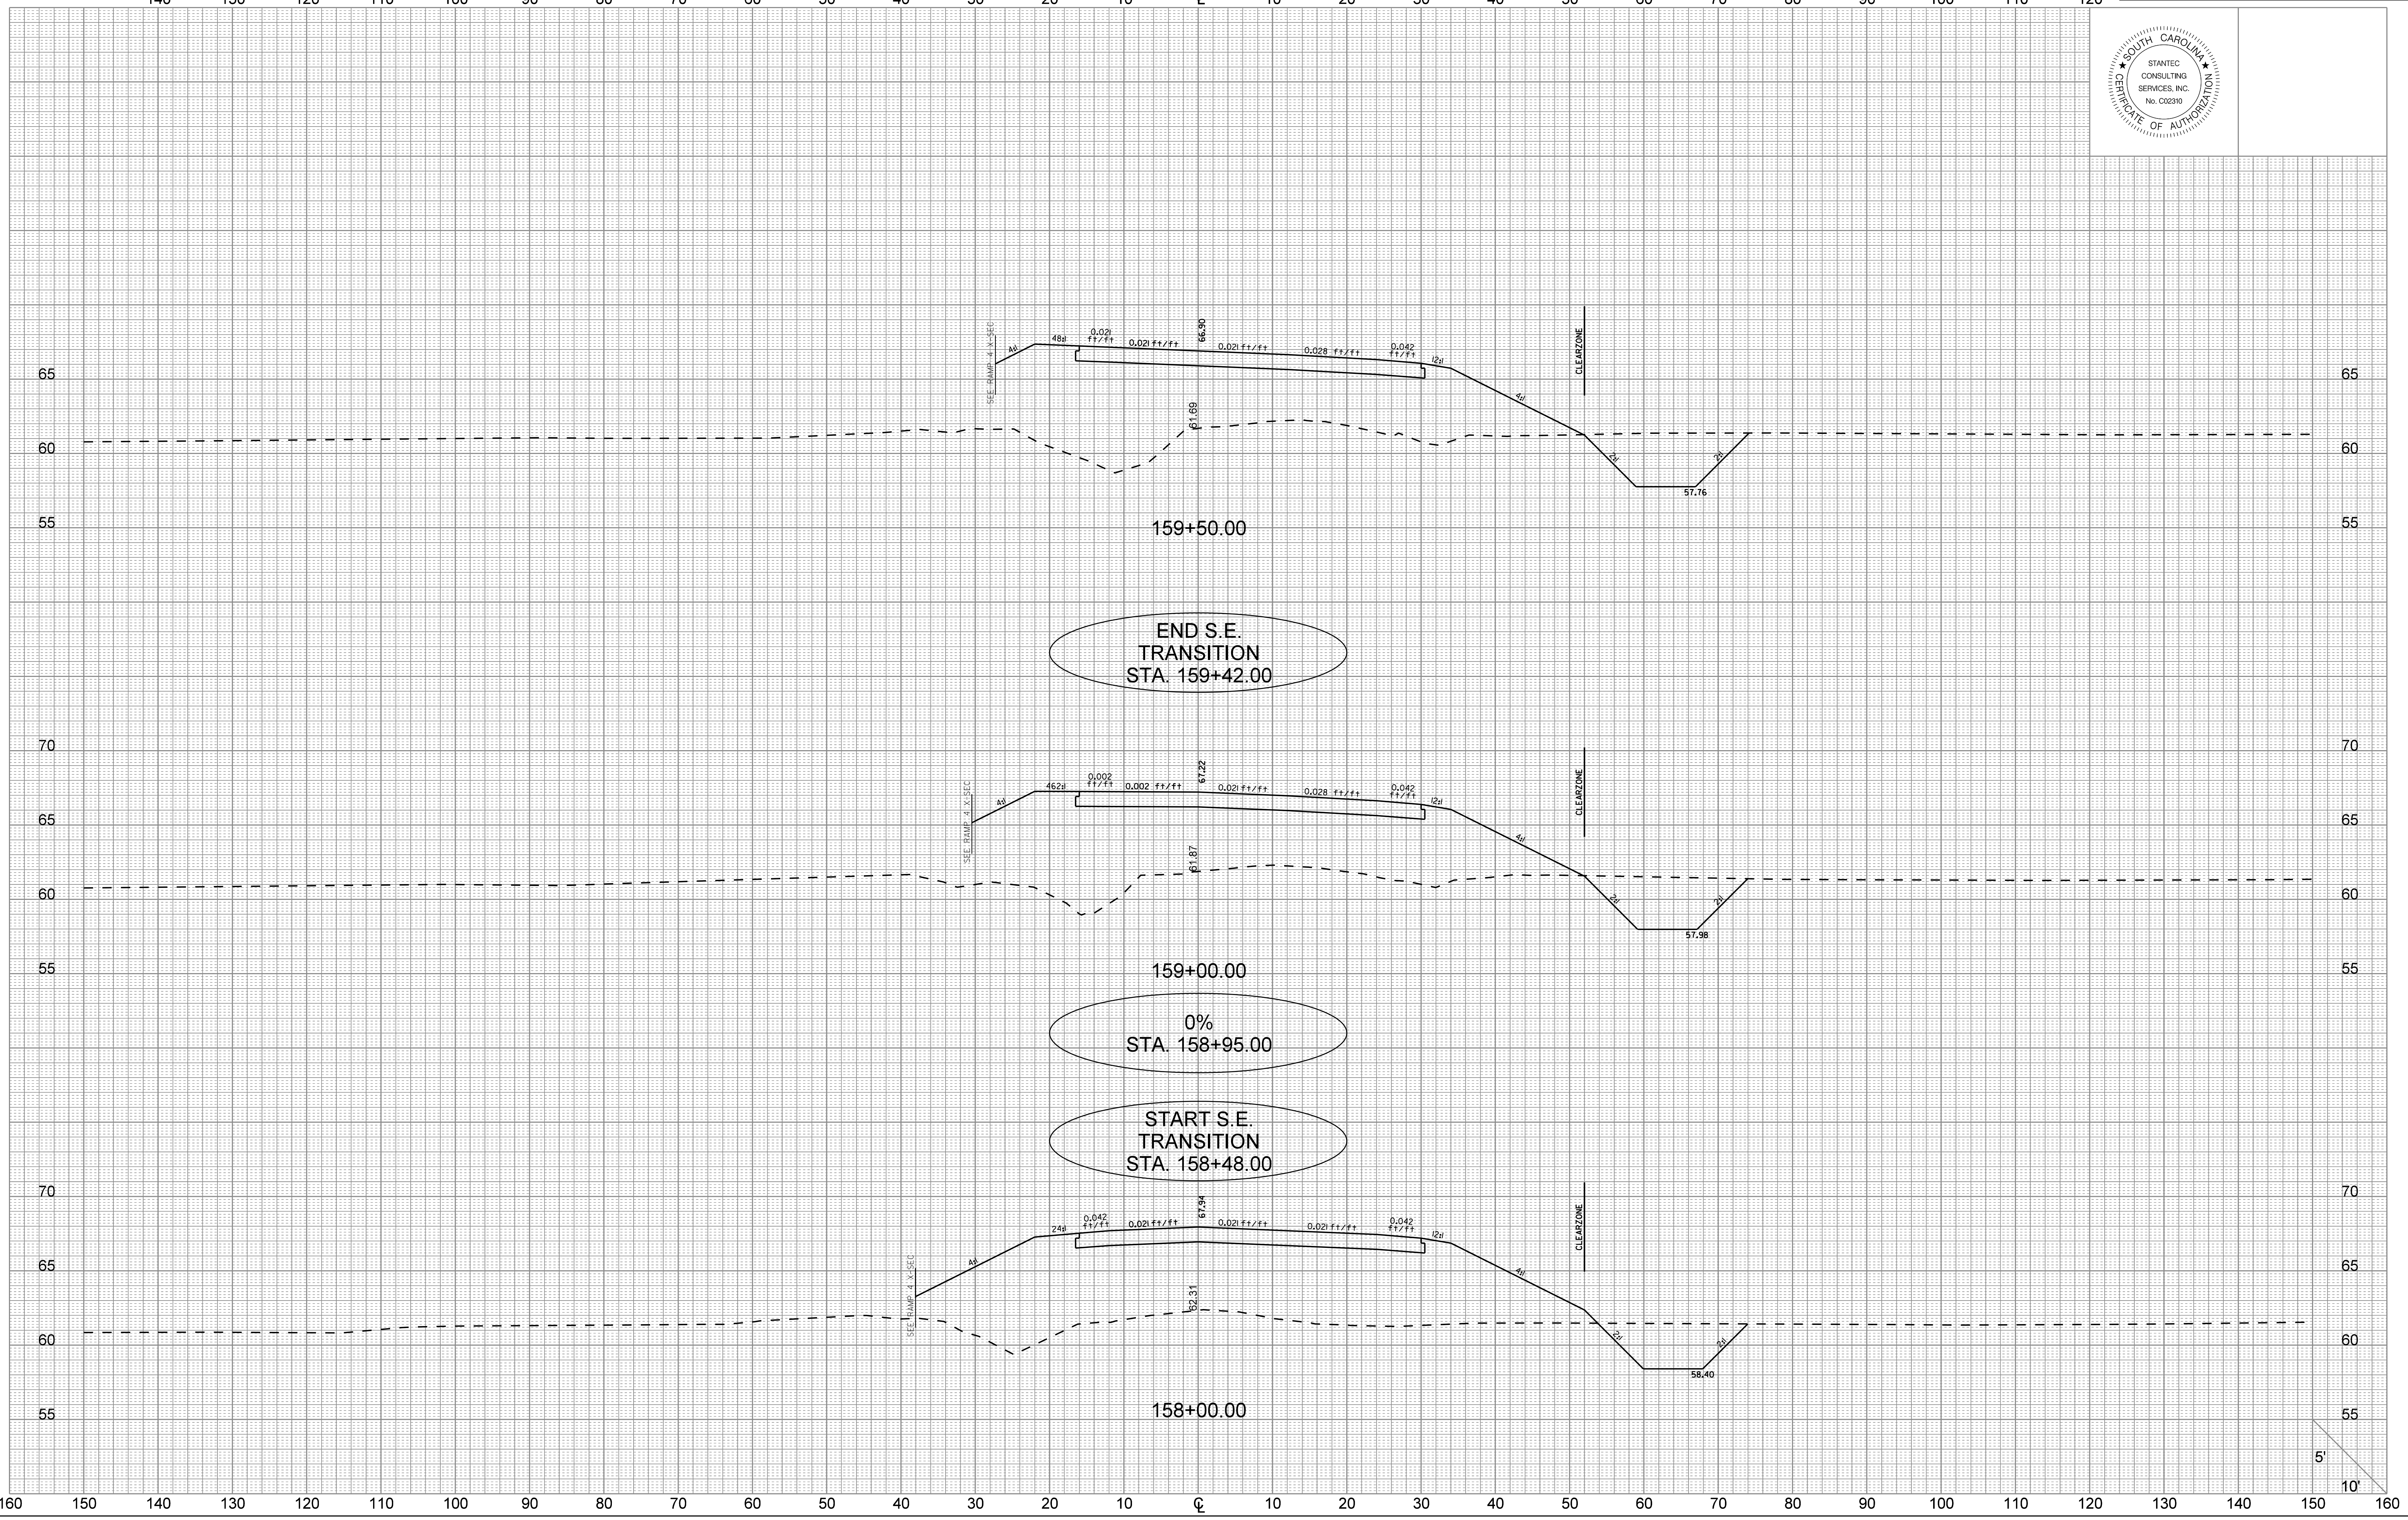 SOUTH CAROLINA
CERTIFICATE OF AUTHORIZATION
STANTEC
CONSULTING
SERVICES, INC.
No. C02310
SEE RAMP 4 X-SEC
4:1
48:1
0.021
ft/ft
0.021 ft/ft
66.90
0.021 ft/ft
0.028 ft/ft
0.042
ft/ft
12:1
4:1
CLEARZONE
2:1
2:1
57.76
61.69
65 65
60 60
55 55
159+50.00
END S.E.
TRANSITION
STA. 159+42.00
70 70
SEE RAMP 4 X-SEC
4:1
462:1
0.002
ft/ft
0.002 ft/ft
67.22
0.021 ft/ft
0.028 ft/ft
0.042
ft/ft
12:1
4:1
CLEARZONE
2:1
2:1
57.98
61.87
65 65
60 60
55 55
159+00.00
0%
STA. 158+95.00
START S.E.
TRANSITION
STA. 158+48.00
70 70
SEE RAMP 4 X-SEC
4:1
24:1
0.042
ft/ft
0.021 ft/ft
67.94
0.021 ft/ft
0.021 ft/ft
0.042
ft/ft
12:1
4:1
CLEARZONE
2:1
2:1
58.40
62.31
65 65
60 60
55 55
158+00.00
5'
10'
160 150 140 130 120 110 100 90 80 70 60 50 40 30 20 10 ℄ 10 20 30 40 50 60 70 80 90 100 110 120 130 140 150 160